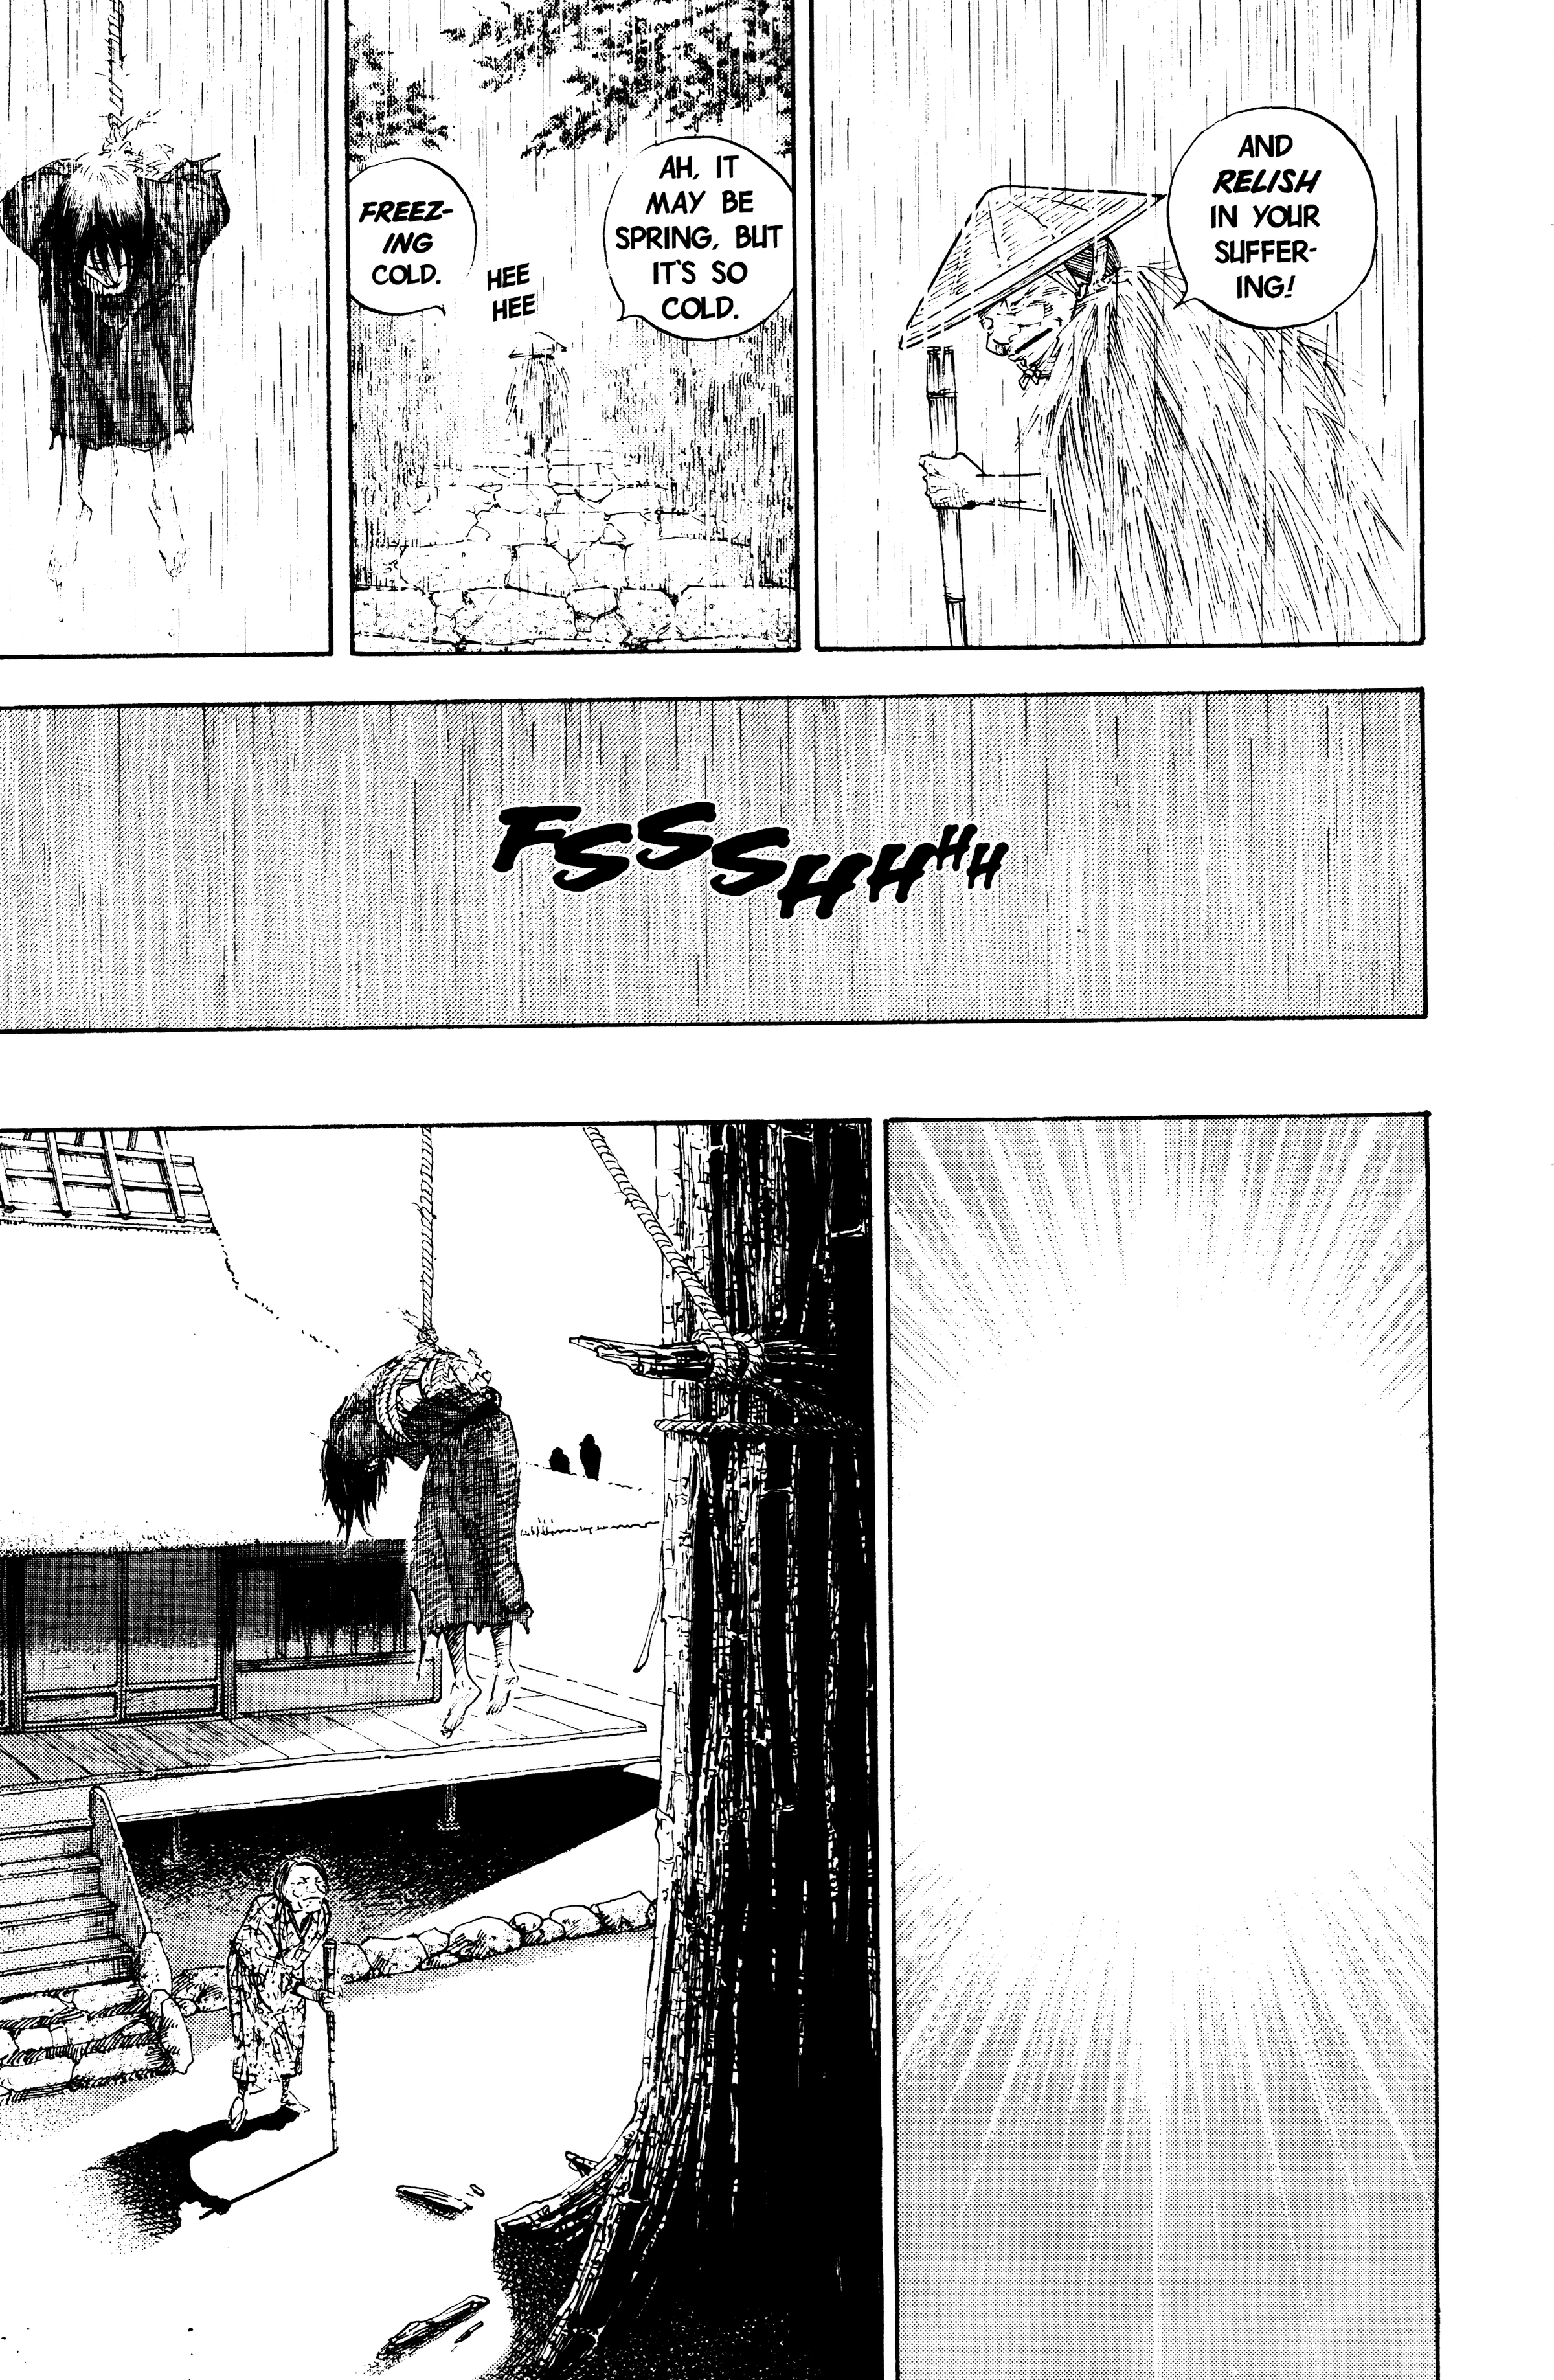 AND
RELISH
IN YOUR
SUFFER-
ING!
AH, IT
MAY BE
SPRING, BUT
IT'S SO
COLD.
HEE
HEE
FREEZ-
ING
COLD.
FSSSHHHH